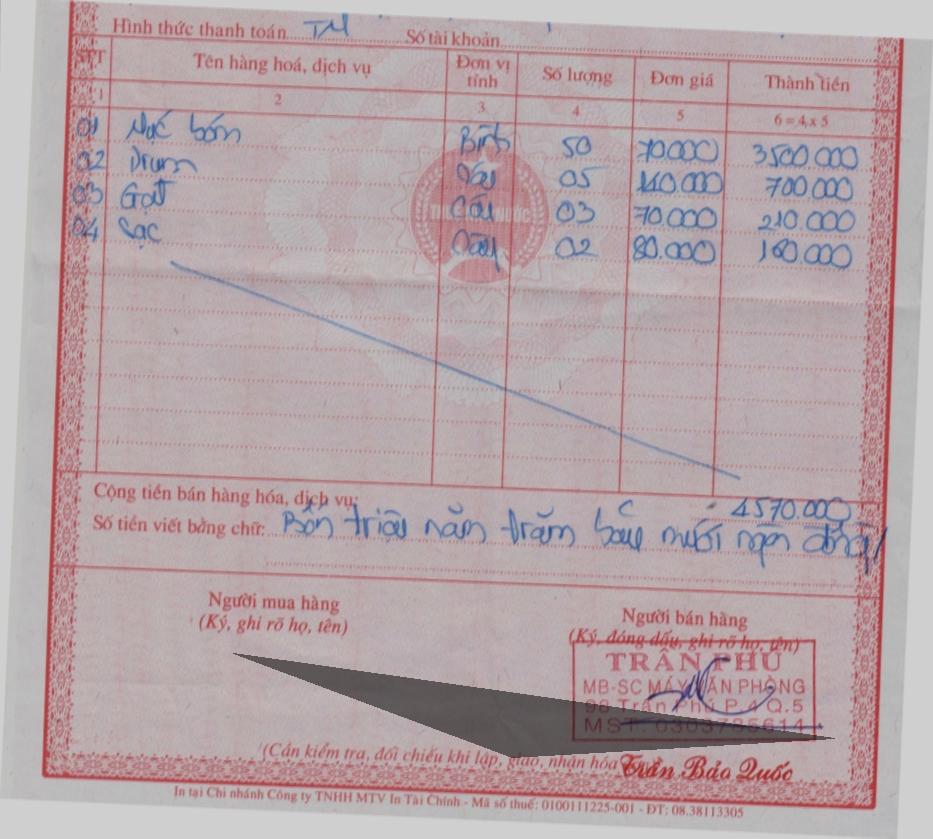 Hình thức thanh toán TM Số tài khoản
STT Tên hàng hoá, dịch vụ Đơn vị tính Số lượng Đơn giá Thành tiền
1 2 3 4 5 6 = 4 x 5
01 Mực bơm Bình 50 70.000 3500.000
02 Drum 05 140.000 700.000
03 Gạt Cái 03 70.000 210.000
04 Sạc 02 80.000 160.000
Cộng tiền bán hàng hóa, dịch vụ: 4570.000
Số tiền viết bằng chữ: Bốn triệu năm trăm bảy mươi ngàn đồng
Người mua hàng Người bán hàng
(Ký, ghi rõ họ, tên) (Ký, đóng dấu, ghi rõ họ, tên)
TRẦN PHÚ
MB-SC MÁY VĂN PHÒNG
98 Trần Phú P.4 Q.5
MST: 0303785614
(Cần kiểm tra, đối chiếu khi lập, giao, nhận hóa
Trần Bảo Quốc
In tại Chi nhánh Công ty TNHH MTV In Tài Chính - Mã số thuế: 0100111225-001 - ĐT: 08.38113305